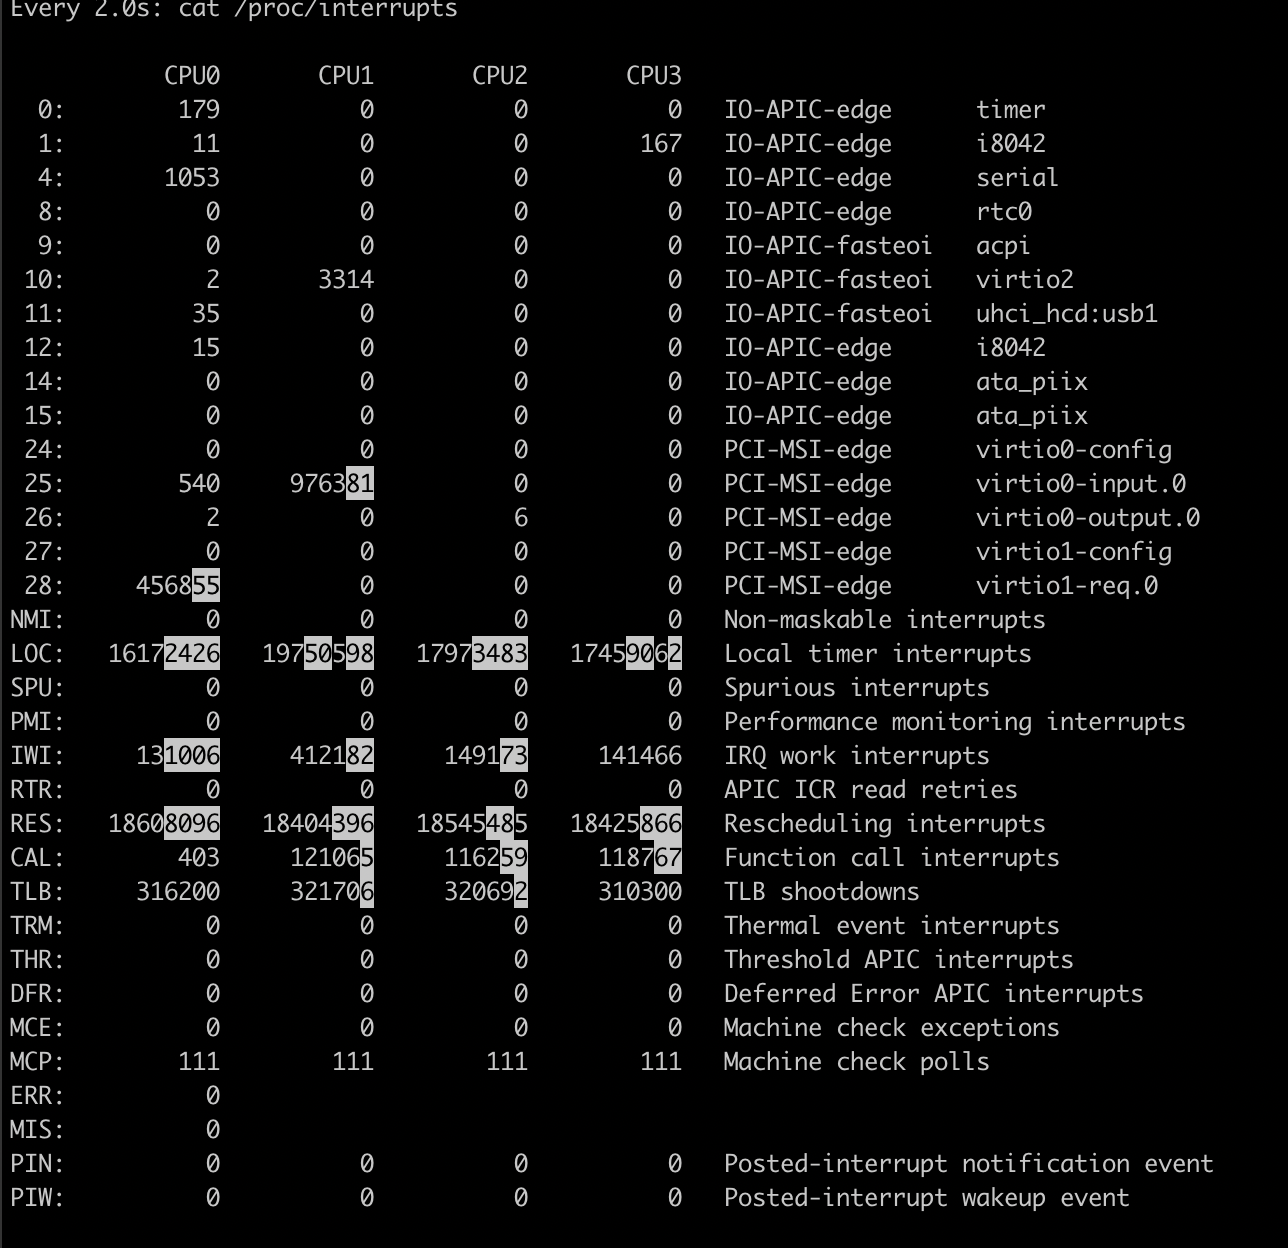 Every 2.0s: cat /proc/interrupts
CPU0 CPU1 CPU2 CPU3
0: 179 0 0 0 IO-APIC-edge timer
1: 11 0 0 167 IO-APIC-edge i8042
4: 1053 0 0 0 IO-APIC-edge serial
8: 0 0 0 0 IO-APIC-edge rtc0
9: 0 0 0 0 IO-APIC-fasteoi acpi
10: 2 3314 0 0 IO-APIC-fasteoi virtio2
11: 35 0 0 0 IO-APIC-fasteoi uhci_hcd:usb1
12: 15 0 0 0 IO-APIC-edge i8042
14: 0 0 0 0 IO-APIC-edge ata_piix
15: 0 0 0 0 IO-APIC-edge ata_piix
24: 0 0 0 0 PCI-MSI-edge virtio0-config
25: 540 976381 0 0 PCI-MSI-edge virtio0-input.0
26: 2 0 6 0 PCI-MSI-edge virtio0-output.0
27: 0 0 0 0 PCI-MSI-edge virtio1-config
28: 456855 0 0 0 PCI-MSI-edge virtio1-req.0
NMI: 0 0 0 0 Non-maskable interrupts
LOC: 16172426 19750598 17973483 17459062 Local timer interrupts
SPU: 0 0 0 0 Spurious interrupts
PMI: 0 0 0 0 Performance monitoring interrupts
IWI: 131006 412182 149173 141466 IRQ work interrupts
RTR: 0 0 0 0 APIC ICR read retries
RES: 18608096 18404396 18545485 18425866 Rescheduling interrupts
CAL: 403 121065 116259 118767 Function call interrupts
TLB: 316200 321706 320692 310300 TLB shootdowns
TRM: 0 0 0 0 Thermal event interrupts
THR: 0 0 0 0 Threshold APIC interrupts
DFR: 0 0 0 0 Deferred Error APIC interrupts
MCE: 0 0 0 0 Machine check exceptions
MCP: 111 111 111 111 Machine check polls
ERR: 0
MIS: 0
PIN: 0 0 0 0 Posted-interrupt notification event
PIW: 0 0 0 0 Posted-interrupt wakeup event